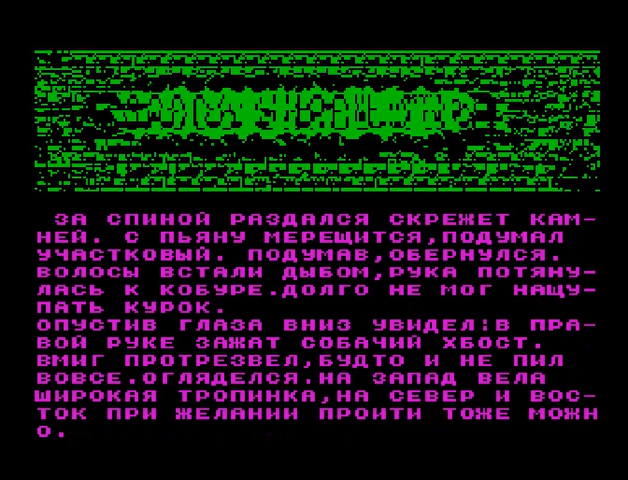 ЗА СПИНОЙ РАЗДАЛСЯ СКРЕЖЕТ КАМ-
НЕЙ. С ПЬЯНУ МЕРЕЩИТСЯ,ПОДУМАЛ
УЧАСТКОВЫЙ. ПОДУМАВ,ОБЕРНУЛСЯ.
ВОЛОСЫ ВСТАЛИ ДЫБОМ,РУКА ПОТЯНУ-
ЛАСЬ К КОБУРЕ.ДОЛГО НЕ МОГ НАЩУ-
ПАТЬ КУРОК.
ОПУСТИВ ГЛАЗА ВНИЗ УВИДЕЛ:В ПРА-
ВОЙ РУКЕ ЗАЖАТ СОБАЧИЙ ХБОСТ.
ВМИГ ПРОТРЕЗВЕЛ,БУДТО И НЕ ПИЛ
ВОВСЕ.ОГЛЯДЕЛСЯ.НА ЗАПАД ВЕЛА
ШИРОКАЯ ТРОПИНКА,НА СЕВЕР И ВОС-
ТОК ПРИ ЖЕЛАНИИ ПРОИТИ ТОЖЕ МОЖН
О.